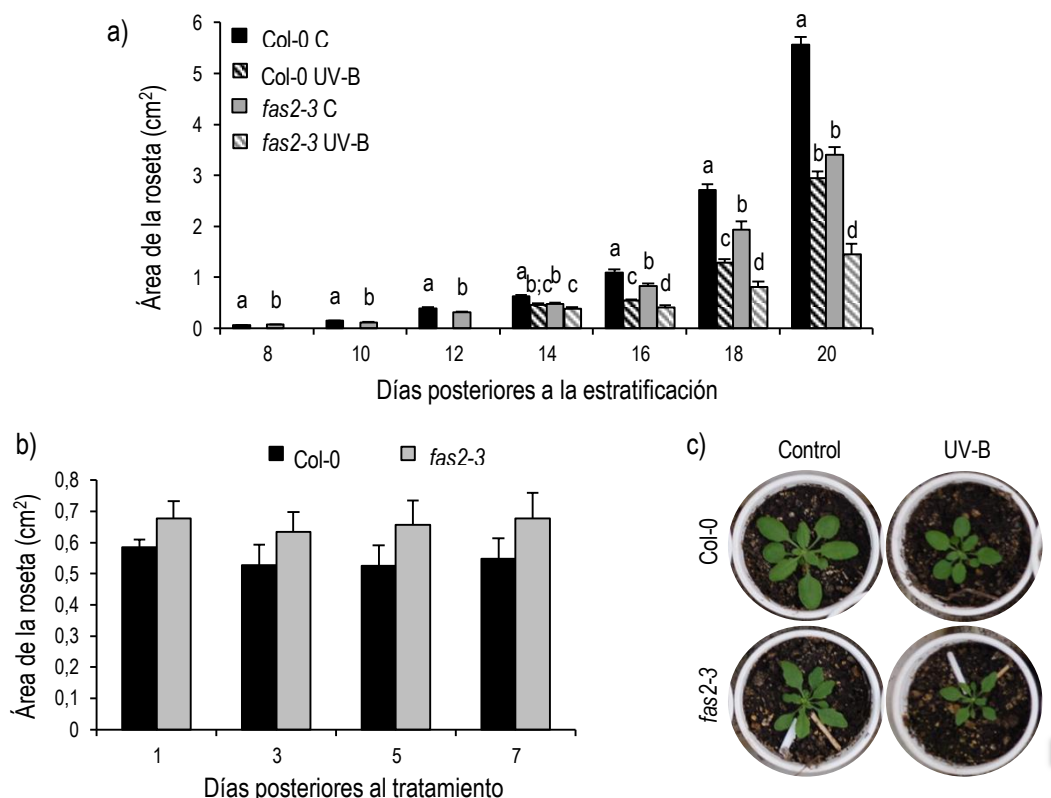 a)
Área de la roseta (cm²)
6
5
4
3
2
1
0
Col-0 C
Col-0 UV-B
fas2-3 C
fas2-3 UV-B
a b
a b
a b
a b;c b c
a c b d
a c b d
a b b d
8 10 12 14 16 18 20
Días posteriores a la estratificación
b)
Col-0 fas2-3
Área de la roseta (cm²)
0,8
0,7
0,6
0,5
0,4
0,3
0,2
0,1
0
1 3 5 7
Días posteriores al tratamiento
c)
Control UV-B
Col-0
fas2-3